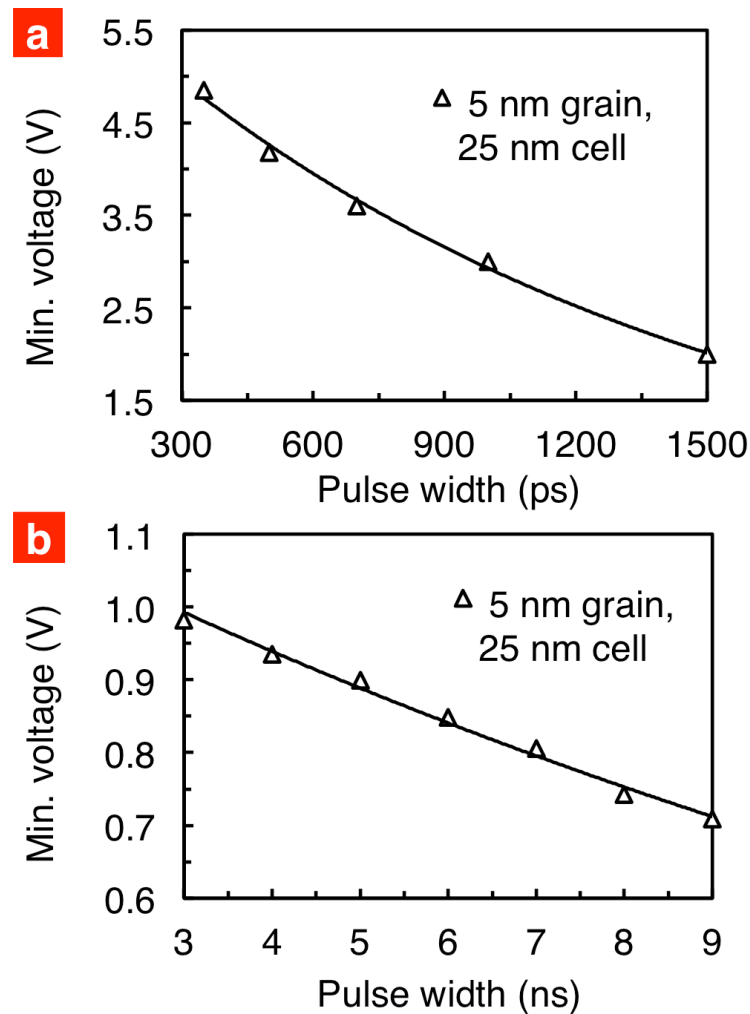 a
5.5
4.5
3.5
2.5
1.5
Min. voltage (V)
△ 5 nm grain,
25 nm cell
300 600 900 1200 1500
Pulse width (ps)
b
1.1
1.0
0.9
0.8
0.7
0.6
Min. voltage (V)
△ 5 nm grain,
25 nm cell
3 4 5 6 7 8 9
Pulse width (ns)